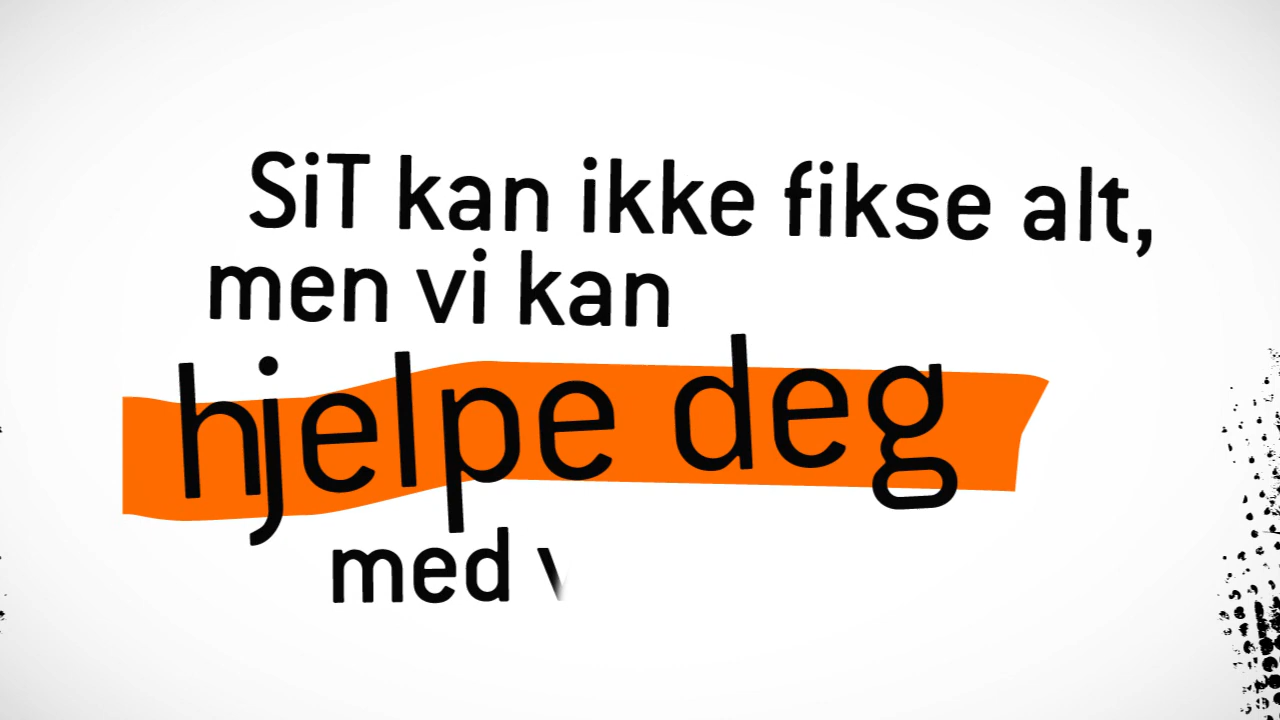 SiT kan ikke fikse alt,
men vi kan
hjelpe deg
med